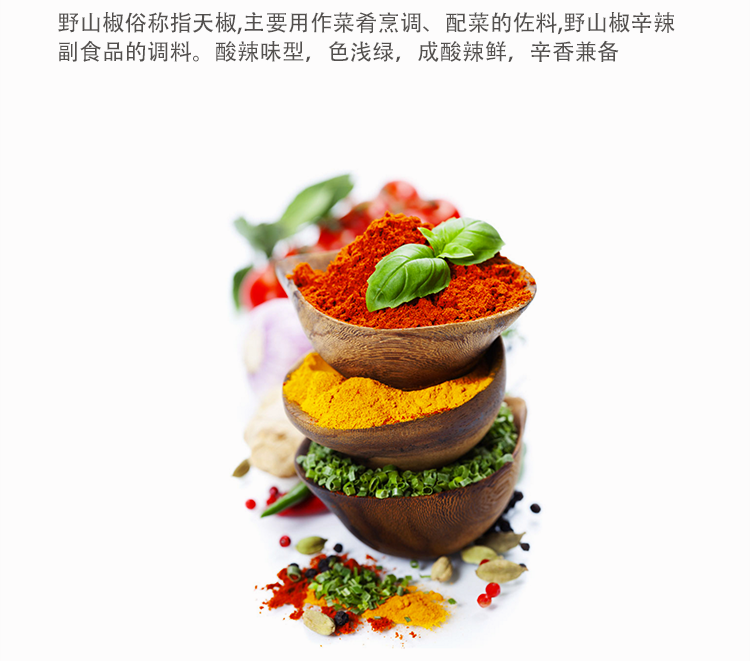 野山椒俗称指天椒,主要用作菜肴烹调、配菜的佐料,野山椒辛辣
副食品的调料。酸辣味型，色浅绿，成酸辣鲜，辛香兼备